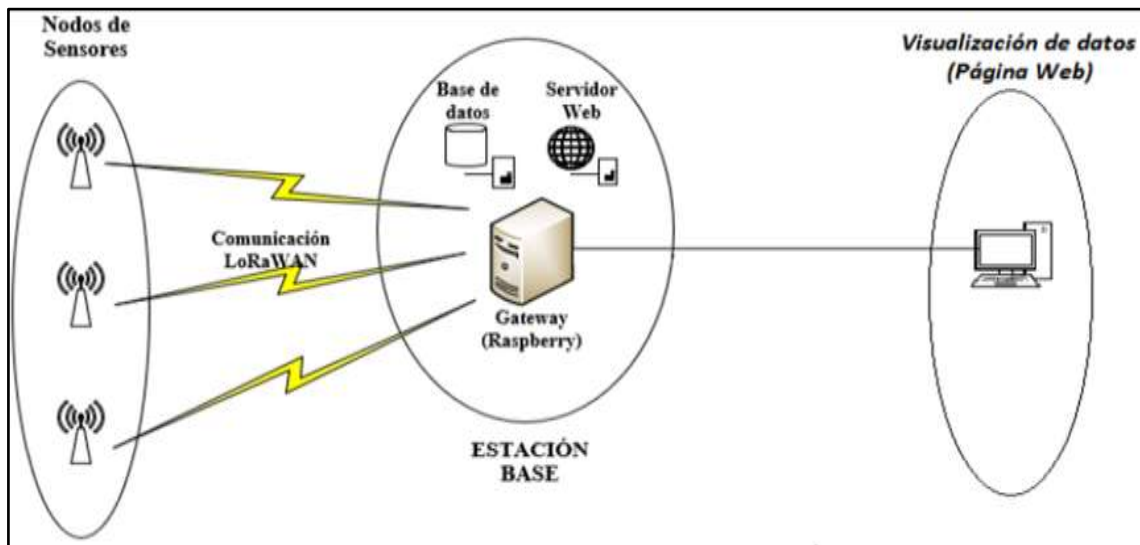 Nodos de
Sensores
Base de
datos
Servidor
Web
Visualización de datos
(Página Web)
Comunicación
LoRaWAN
Gateway
(Raspberry)
ESTACIÓN
BASE